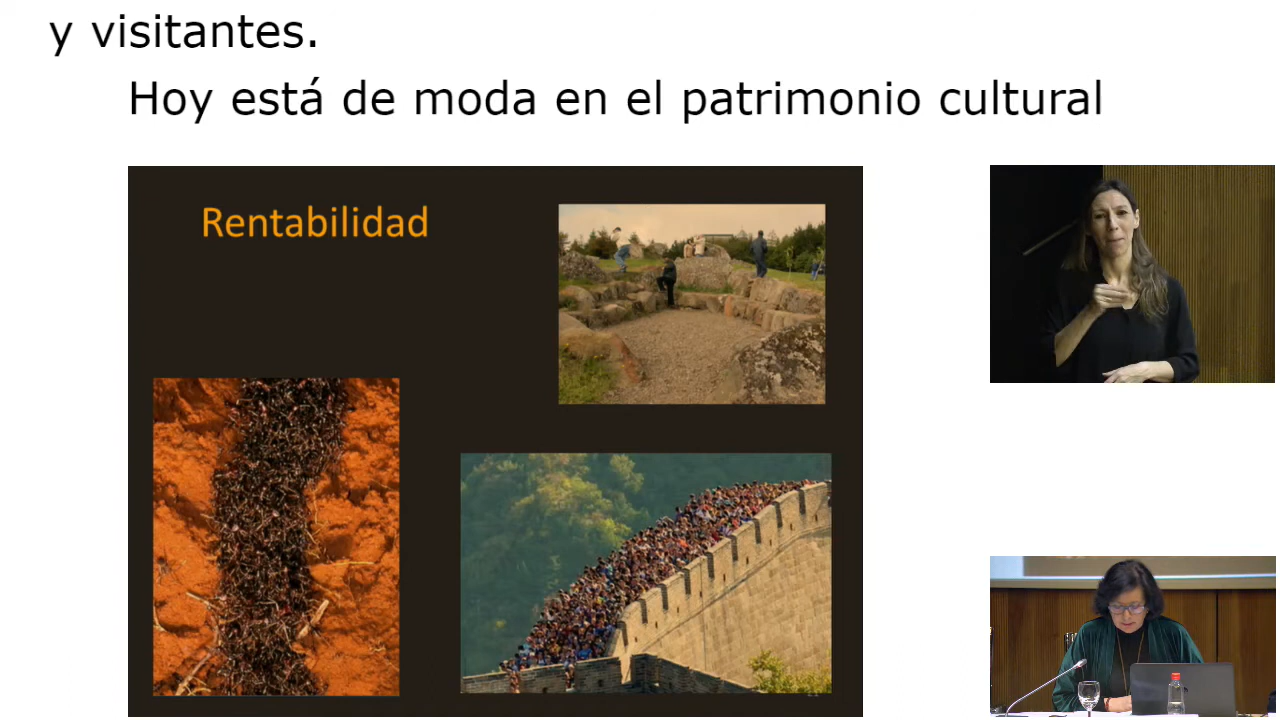 y visitantes.
Hoy está de moda en el patrimonio cultural
Rentabilidad